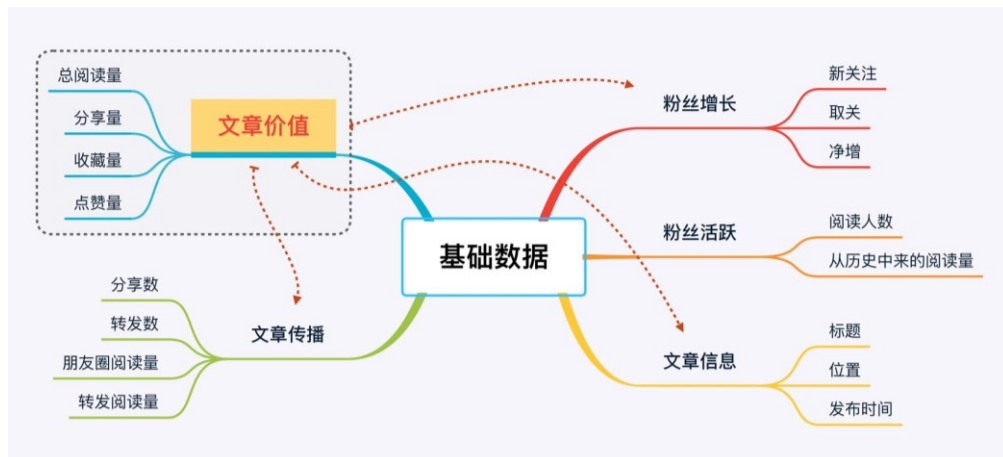 基础数据
文章价值
总阅读量
分享量
收藏量
点赞量
文章传播
分享数
转发数
朋友圈阅读量
转发阅读量
粉丝增长
新关注
取关
净增
粉丝活跃
阅读人数
从历史中来的阅读量
文章信息
标题
位置
发布时间